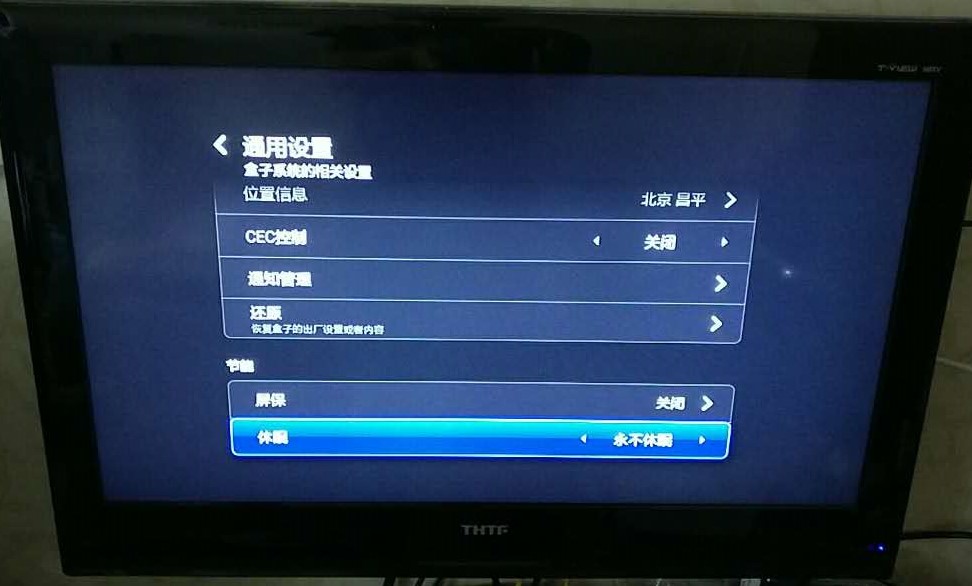 通用设置
盒子系统的相关设置
位置信息 北京 昌平
CEC控制 关闭
通知管理
还原
恢复盒子的出厂设置或者内容
节能
屏保 关闭
休眠 永不休眠
THTF